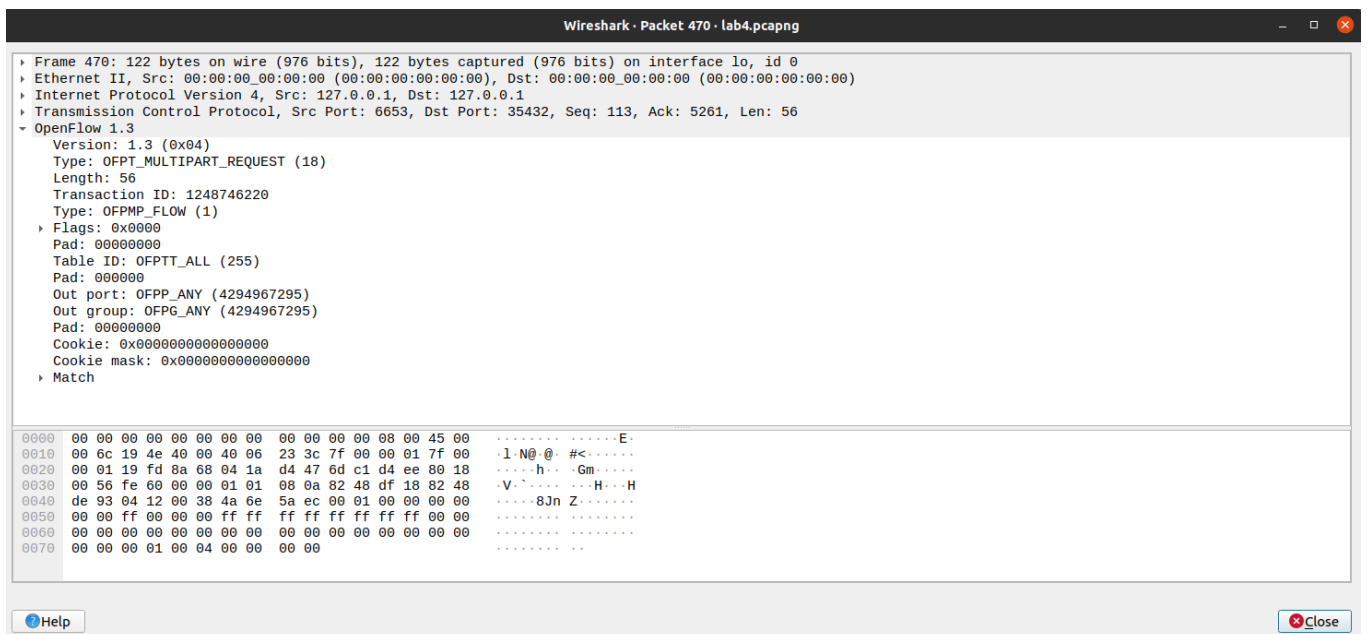 Wireshark · Packet 470 · lab4.pcapng
Frame 470: 122 bytes on wire (976 bits), 122 bytes captured (976 bits) on interface lo, id 0
Ethernet II, Src: 00:00:00_00:00:00 (00:00:00:00:00:00), Dst: 00:00:00_00:00:00 (00:00:00:00:00:00)
Internet Protocol Version 4, Src: 127.0.0.1, Dst: 127.0.0.1
Transmission Control Protocol, Src Port: 6653, Dst Port: 35432, Seq: 113, Ack: 5261, Len: 56
OpenFlow 1.3
Version: 1.3 (0x04)
Type: OFPT_MULTIPART_REQUEST (18)
Length: 56
Transaction ID: 1248746220
Type: OFPMP_FLOW (1)
Flags: 0x0000
Pad: 00000000
Table ID: OFPTT_ALL (255)
Pad: 000000
Out port: OFPP_ANY (4294967295)
Out group: OFPG_ANY (4294967295)
Pad: 00000000
Cookie: 0x0000000000000000
Cookie mask: 0x0000000000000000
Match
0000 00 00 00 00 00 00 00 00 00 00 00 00 08 00 45 00 ········ ······E·
0010 00 6c 19 4e 40 00 40 06 23 3c 7f 00 00 01 7f 00 ·l·N@·@· #<······
0020 00 01 19 fd 8a 68 04 1a d4 47 6d c1 d4 ee 80 18 ·····h·· ·Gm·····
0030 00 56 fe 60 00 00 01 01 08 0a 82 48 df 18 82 48 ·V·`···· ···H···H
0040 de 93 04 12 00 38 4a 6e 5a ec 00 01 00 00 00 00 ·····8Jn Z·······
0050 00 00 ff 00 00 00 ff ff ff ff ff ff ff ff 00 00 ········ ········
0060 00 00 00 00 00 00 00 00 00 00 00 00 00 00 00 00 ········ ········
0070 00 00 00 01 00 04 00 00 00 00 ········ ··
Help
Close